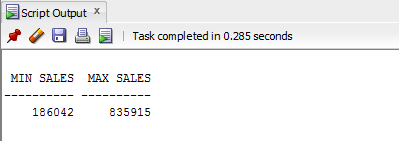 Script Output x
Task completed in 0.285 seconds
MIN SALES MAX SALES
---------- ----------
186042 835915